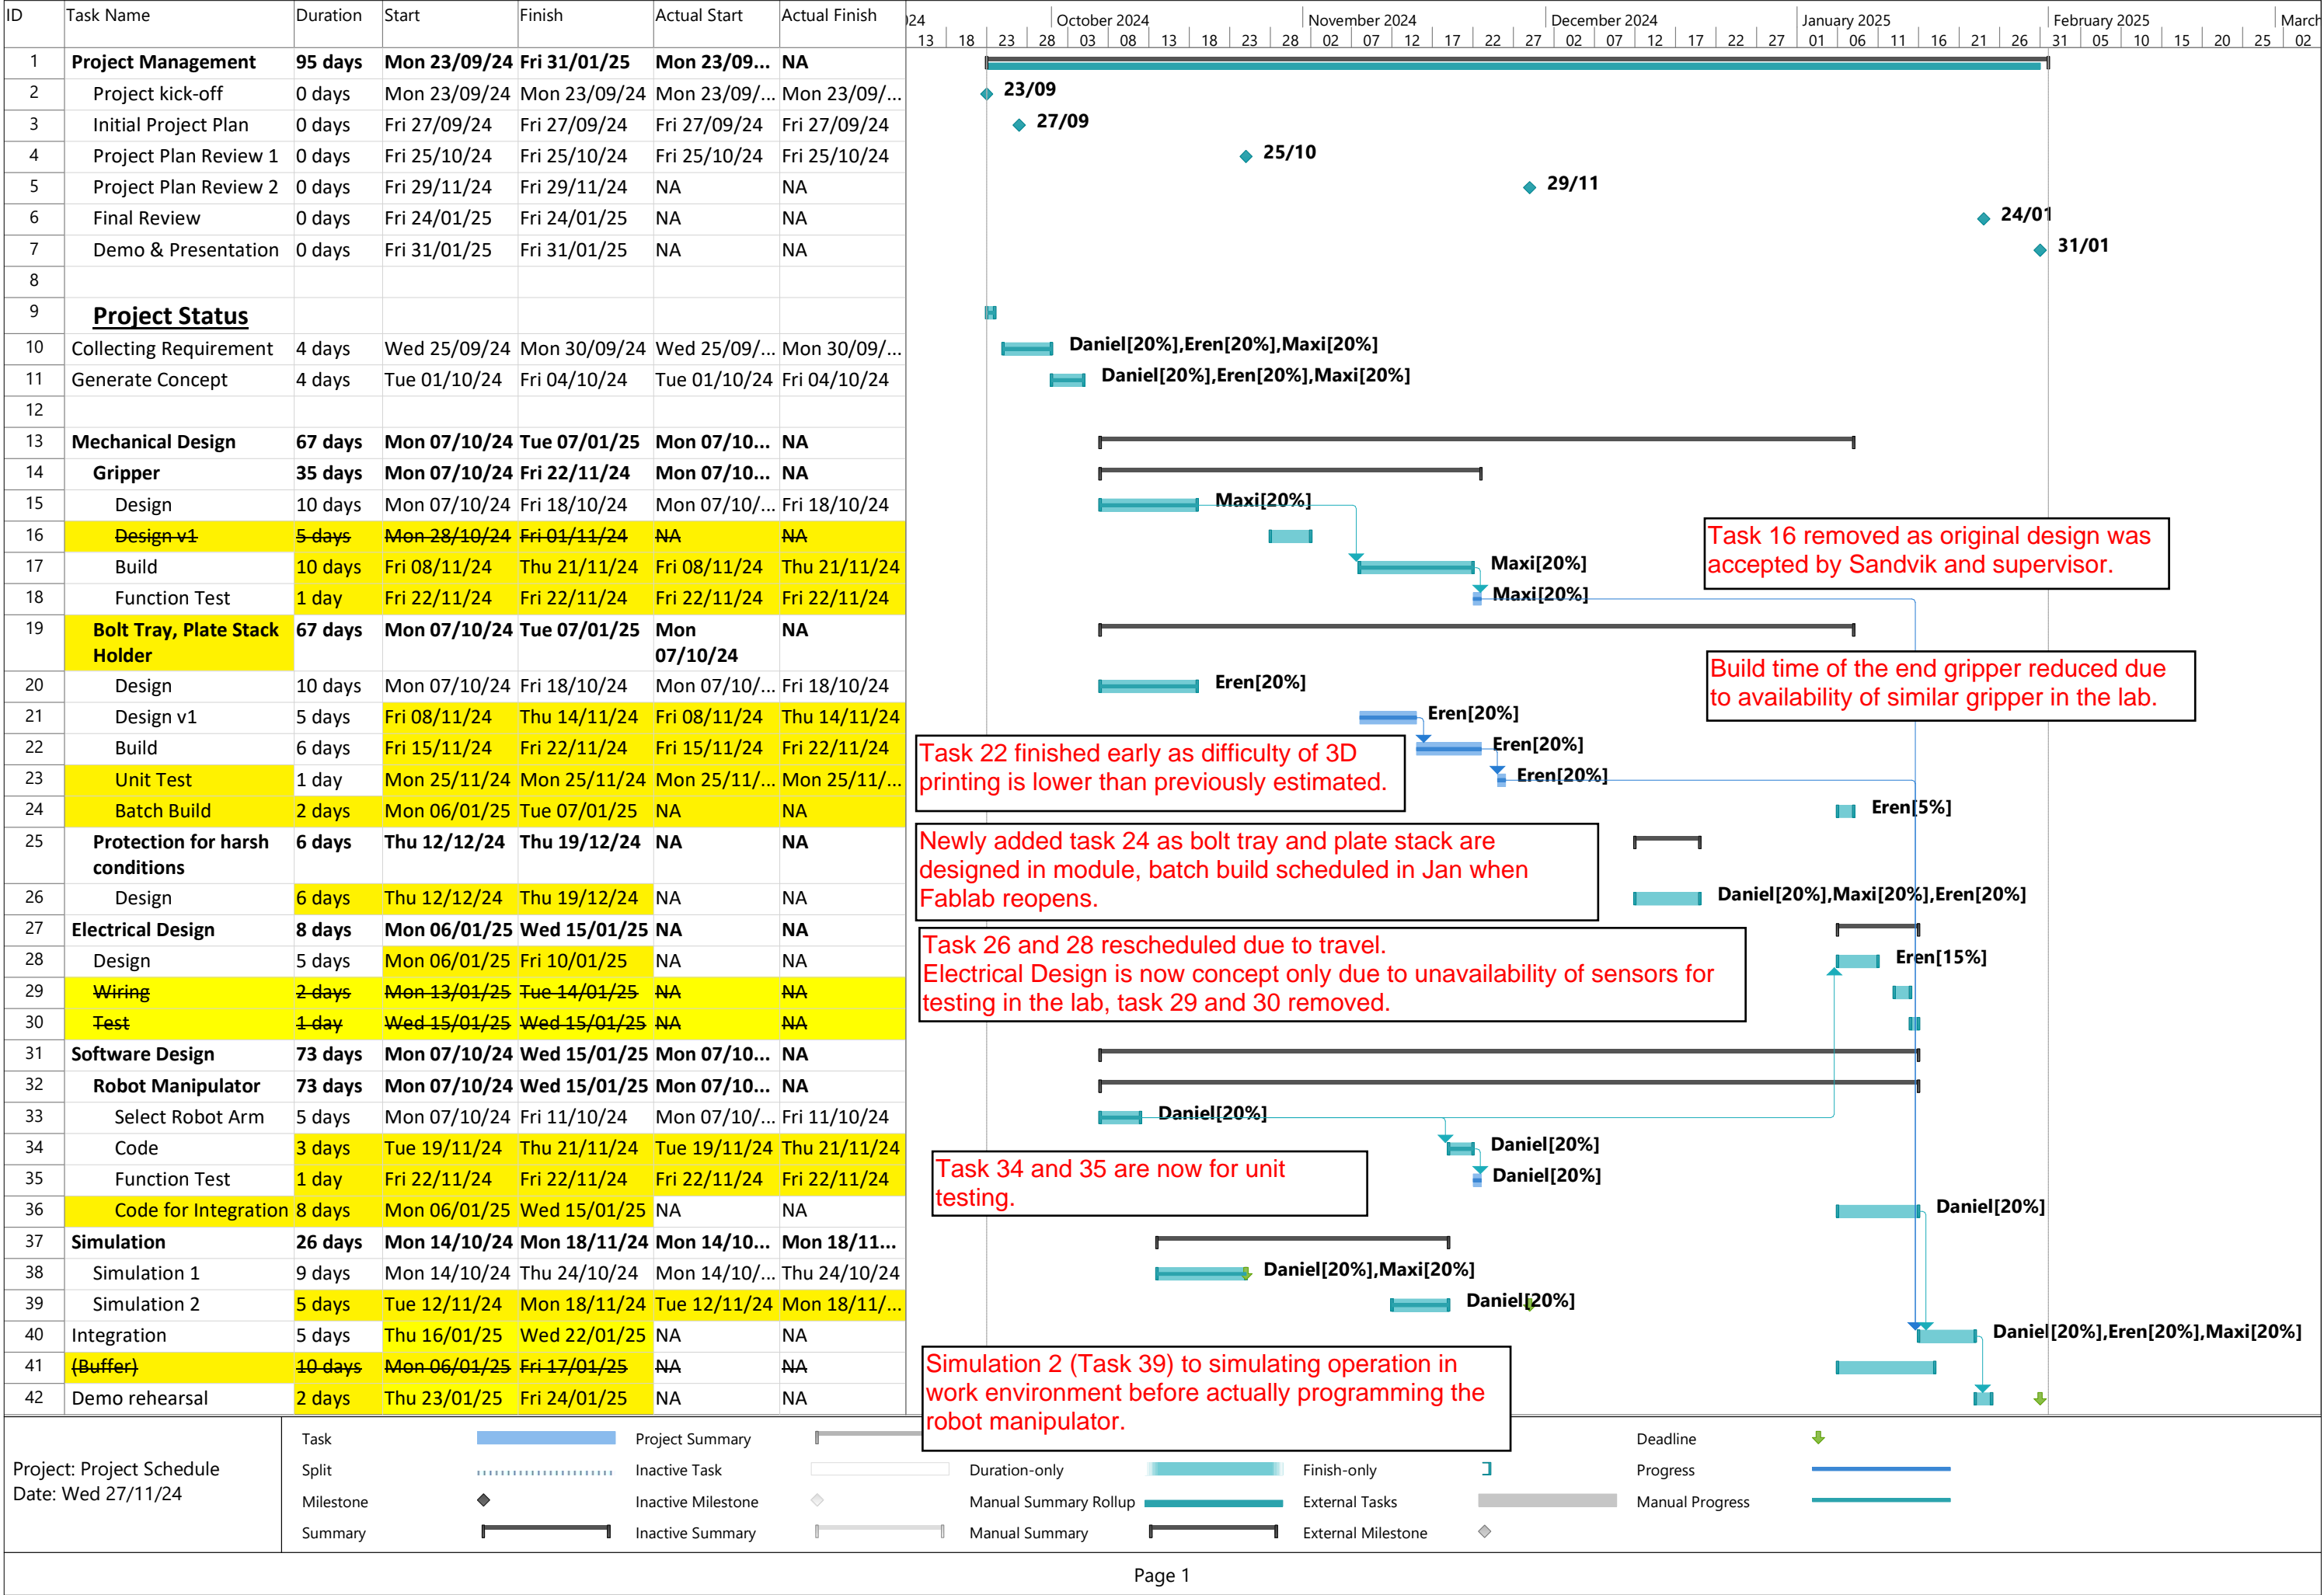 ID Task Name Duration Start Finish Actual Start Actual Finish
24 October 2024 November 2024 December 2024 January 2025 February 2025 March
13 18 23 28 03 08 13 18 23 28 02 07 12 17 22 27 02 07 12 17 22 27 01 06 11 16 21 26 31 05 10 15 20 25 02
1 Project Management 95 days Mon 23/09/24 Fri 31/01/25 Mon 23/09... NA
2 Project kick-off 0 days Mon 23/09/24 Mon 23/09/24 Mon 23/09/... Mon 23/09/... 23/09
3 Initial Project Plan 0 days Fri 27/09/24 Fri 27/09/24 Fri 27/09/24 Fri 27/09/24 27/09
4 Project Plan Review 1 0 days Fri 25/10/24 Fri 25/10/24 Fri 25/10/24 Fri 25/10/24 25/10
5 Project Plan Review 2 0 days Fri 29/11/24 Fri 29/11/24 NA NA 29/11
6 Final Review 0 days Fri 24/01/25 Fri 24/01/25 NA NA 24/01
7 Demo & Presentation 0 days Fri 31/01/25 Fri 31/01/25 NA NA 31/01
8
9 Project Status
10 Collecting Requirement 4 days Wed 25/09/24 Mon 30/09/24 Wed 25/09/... Mon 30/09/... Daniel[20%],Eren[20%],Maxi[20%]
11 Generate Concept 4 days Tue 01/10/24 Fri 04/10/24 Tue 01/10/24 Fri 04/10/24 Daniel[20%],Eren[20%],Maxi[20%]
12
13 Mechanical Design 67 days Mon 07/10/24 Tue 07/01/25 Mon 07/10... NA
14 Gripper 35 days Mon 07/10/24 Fri 22/11/24 Mon 07/10... NA
15 Design 10 days Mon 07/10/24 Fri 18/10/24 Mon 07/10/... Fri 18/10/24 Maxi[20%]
16 Design v1 5 days Mon 28/10/24 Fri 01/11/24 NA NA
Task 16 removed as original design was
accepted by Sandvik and supervisor.
17 Build 10 days Fri 08/11/24 Thu 21/11/24 Fri 08/11/24 Thu 21/11/24 Maxi[20%]
18 Function Test 1 day Fri 22/11/24 Fri 22/11/24 Fri 22/11/24 Fri 22/11/24 Maxi[20%]
19 Bolt Tray, Plate Stack 67 days Mon 07/10/24 Tue 07/01/25 Mon NA
Holder 07/10/24
Build time of the end gripper reduced due
to availability of similar gripper in the lab.
20 Design 10 days Mon 07/10/24 Fri 18/10/24 Mon 07/10/... Fri 18/10/24 Eren[20%]
21 Design v1 5 days Fri 08/11/24 Thu 14/11/24 Fri 08/11/24 Thu 14/11/24 Eren[20%]
22 Build 6 days Fri 15/11/24 Fri 22/11/24 Fri 15/11/24 Fri 22/11/24 Eren[20%]
Task 22 finished early as difficulty of 3D
printing is lower than previously estimated.
23 Unit Test 1 day Mon 25/11/24 Mon 25/11/24 Mon 25/11/... Mon 25/11/... Eren[20%]
24 Batch Build 2 days Mon 06/01/25 Tue 07/01/25 NA NA Eren[5%]
25 Protection for harsh 6 days Thu 12/12/24 Thu 19/12/24 NA NA
conditions
Newly added task 24 as bolt tray and plate stack are
designed in module, batch build scheduled in Jan when
Fablab reopens.
26 Design 6 days Thu 12/12/24 Thu 19/12/24 NA NA Daniel[20%],Maxi[20%],Eren[20%]
27 Electrical Design 8 days Mon 06/01/25 Wed 15/01/25 NA NA
28 Design 5 days Mon 06/01/25 Fri 10/01/25 NA NA Eren[15%]
Task 26 and 28 rescheduled due to travel.
Electrical Design is now concept only due to unavailability of sensors for
testing in the lab, task 29 and 30 removed.
29 Wiring 2 days Mon 13/01/25 Tue 14/01/25 NA NA
30 Test 1 day Wed 15/01/25 Wed 15/01/25 NA NA
31 Software Design 73 days Mon 07/10/24 Wed 15/01/25 Mon 07/10... NA
32 Robot Manipulator 73 days Mon 07/10/24 Wed 15/01/25 Mon 07/10... NA
33 Select Robot Arm 5 days Mon 07/10/24 Fri 11/10/24 Mon 07/10/... Fri 11/10/24 Daniel[20%]
34 Code 3 days Tue 19/11/24 Thu 21/11/24 Tue 19/11/24 Thu 21/11/24 Daniel[20%]
35 Function Test 1 day Fri 22/11/24 Fri 22/11/24 Fri 22/11/24 Fri 22/11/24 Daniel[20%]
Task 34 and 35 are now for unit
testing.
36 Code for Integration 8 days Mon 06/01/25 Wed 15/01/25 NA NA Daniel[20%]
37 Simulation 26 days Mon 14/10/24 Mon 18/11/24 Mon 14/10... Mon 18/11...
38 Simulation 1 9 days Mon 14/10/24 Thu 24/10/24 Mon 14/10/... Thu 24/10/24 Daniel[20%],Maxi[20%]
39 Simulation 2 5 days Tue 12/11/24 Mon 18/11/24 Tue 12/11/24 Mon 18/11/... Daniel[20%]
40 Integration 5 days Thu 16/01/25 Wed 22/01/25 NA NA Daniel[20%],Eren[20%],Maxi[20%]
41 (Buffer) 10 days Mon 06/01/25 Fri 17/01/25 NA NA
42 Demo rehearsal 2 days Thu 23/01/25 Fri 24/01/25 NA NA
Simulation 2 (Task 39) to simulating operation in
work environment before actually programming the
robot manipulator.
Project: Project Schedule
Date: Wed 27/11/24
Task Project Summary Deadline
Split Inactive Task Duration-only Finish-only Progress
Milestone Inactive Milestone Manual Summary Rollup External Tasks Manual Progress
Summary Inactive Summary Manual Summary External Milestone
Page 1